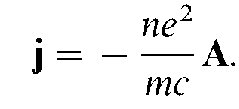 j = − ne²/mc A.